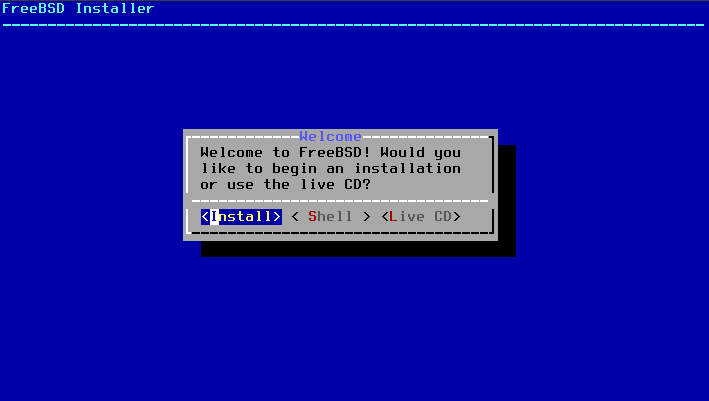 FreeBSD Installer
Welcome
Welcome to FreeBSD! Would you
like to begin an installation
or use the live CD?
<Install> < Shell > <Live CD>